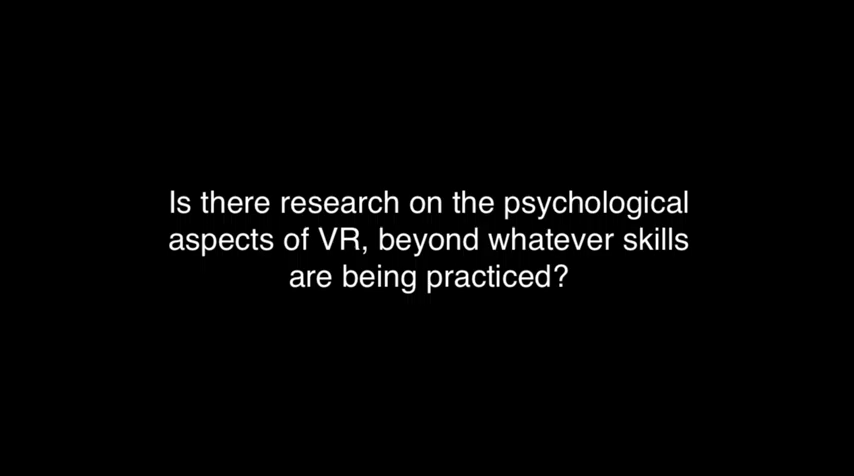 Is there research on the psychological
aspects of VR, beyond whatever skills
are being practiced?